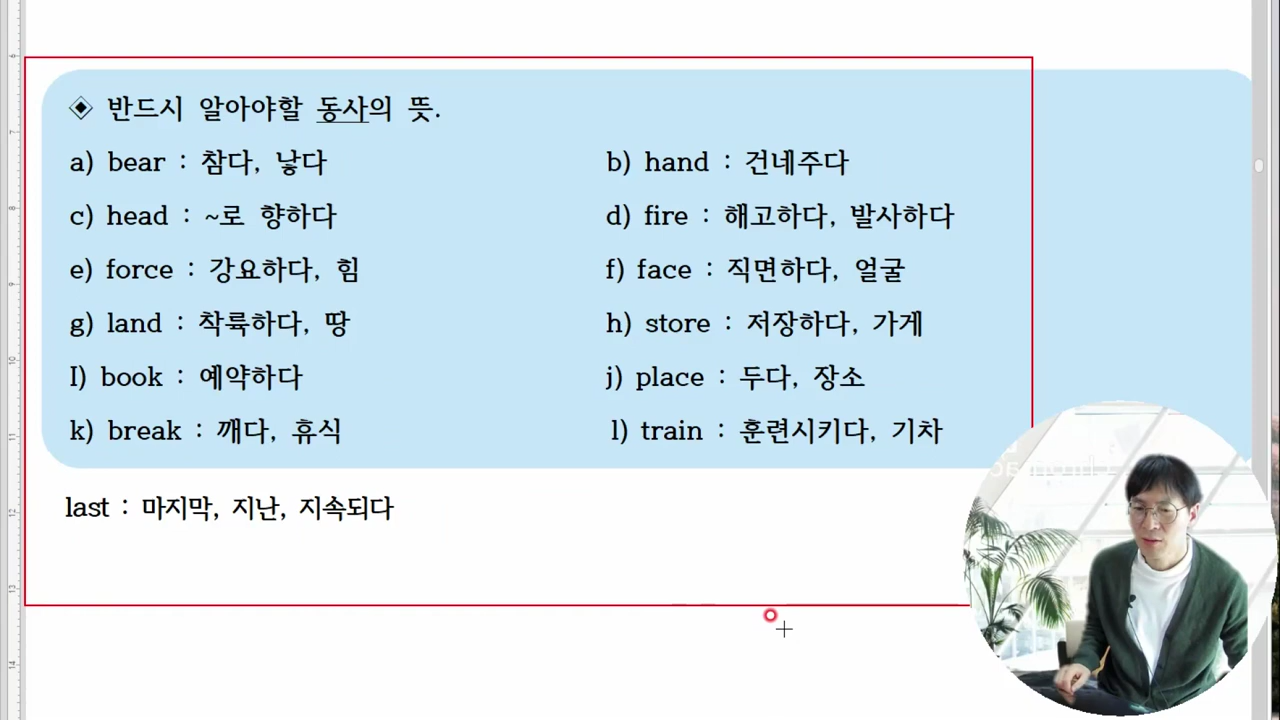 ◈ 반드시 알아야할 동사의 뜻.
a) bear : 참다, 낳다
b) hand : 건네주다
c) head : ~로 향하다
d) fire : 해고하다, 발사하다
e) force : 강요하다, 힘
f) face : 직면하다, 얼굴
g) land : 착륙하다, 땅
h) store : 저장하다, 가게
I) book : 예약하다
j) place : 두다, 장소
k) break : 깨다, 휴식
l) train : 훈련시키다, 기차
last : 마지막, 지난, 지속되다